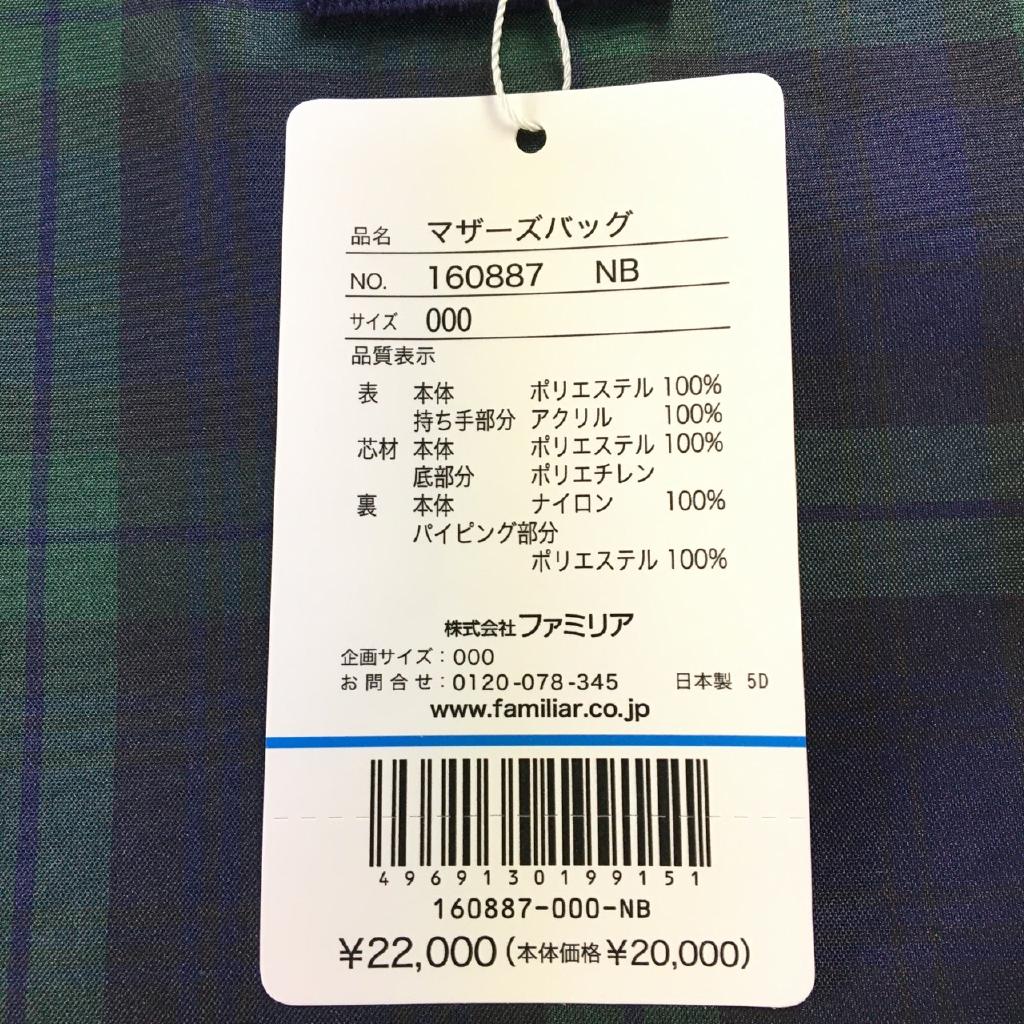 品名 マザーズバッグ
NO. 160887 NB
サイズ 000
品質表示
表 本体 ポリエステル 100%
持ち手部分 アクリル 100%
芯材 本体 ポリエステル 100%
底部分 ポリエチレン
裏 本体 ナイロン 100%
パイピング部分
ポリエステル 100%
株式会社ファミリア
企画サイズ：000
お問合せ：0120-078-345 日本製 5D
www.familiar.co.jp
4969130199151
160887-000-NB
¥22,000(本体価格¥20,000)